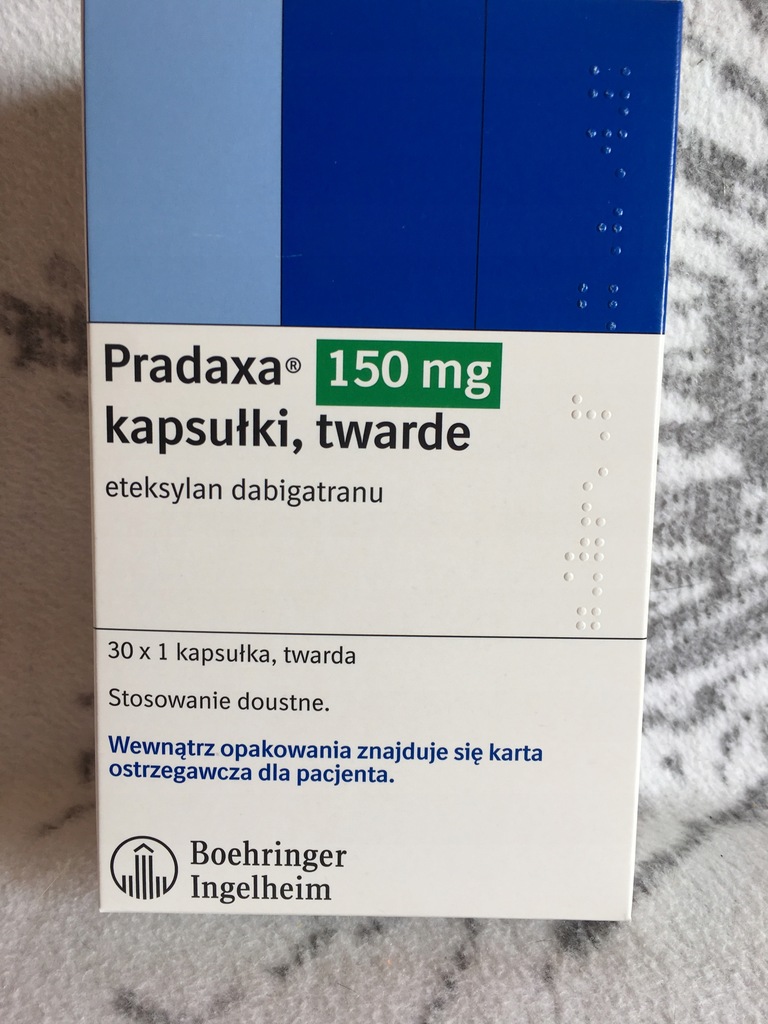 Pradaxa® 150 mg
kapsułki, twarde
eteksylan dabigatranu
30 x 1 kapsułka, twarda
Stosowanie doustne.
Wewnątrz opakowania znajduje się karta
ostrzegawcza dla pacjenta.
Boehringer
Ingelheim